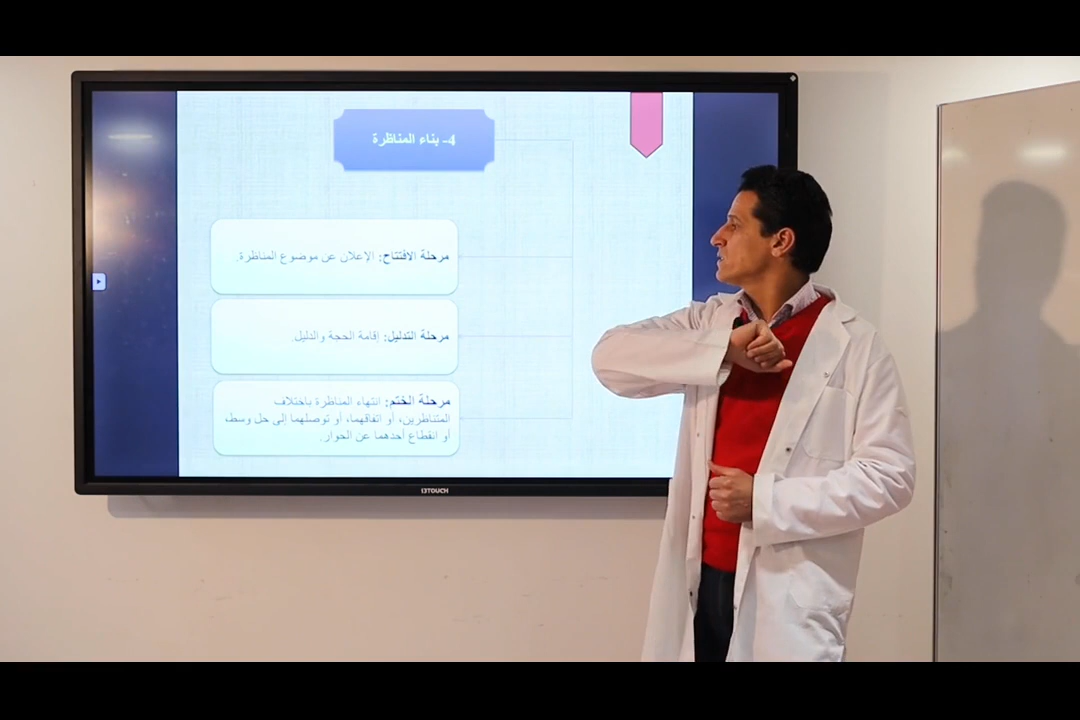 4- بناء المناظرة
مرحلة الافتتاح: الإعلان عن موضوع المناظرة.
مرحلة التدليل: إقامة الحجة والدليل.
مرحلة الختم: انتهاء المناظرة باختلاف
المتناظرين، أو اتفاقهما، أو توصلهما إلى حل وسط،
أو انقطاع أحدهما عن الحوار.
i3TOUCH